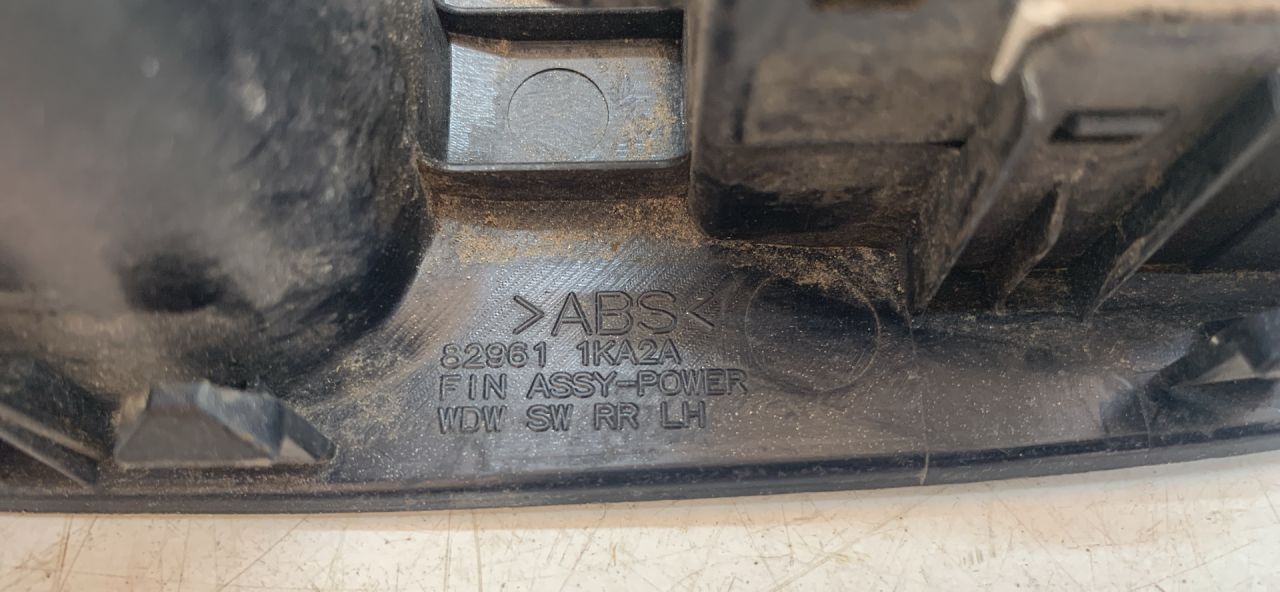 >ABS<
82961 1KA2A
FIN ASSY-POWER
WDW SW RR LH